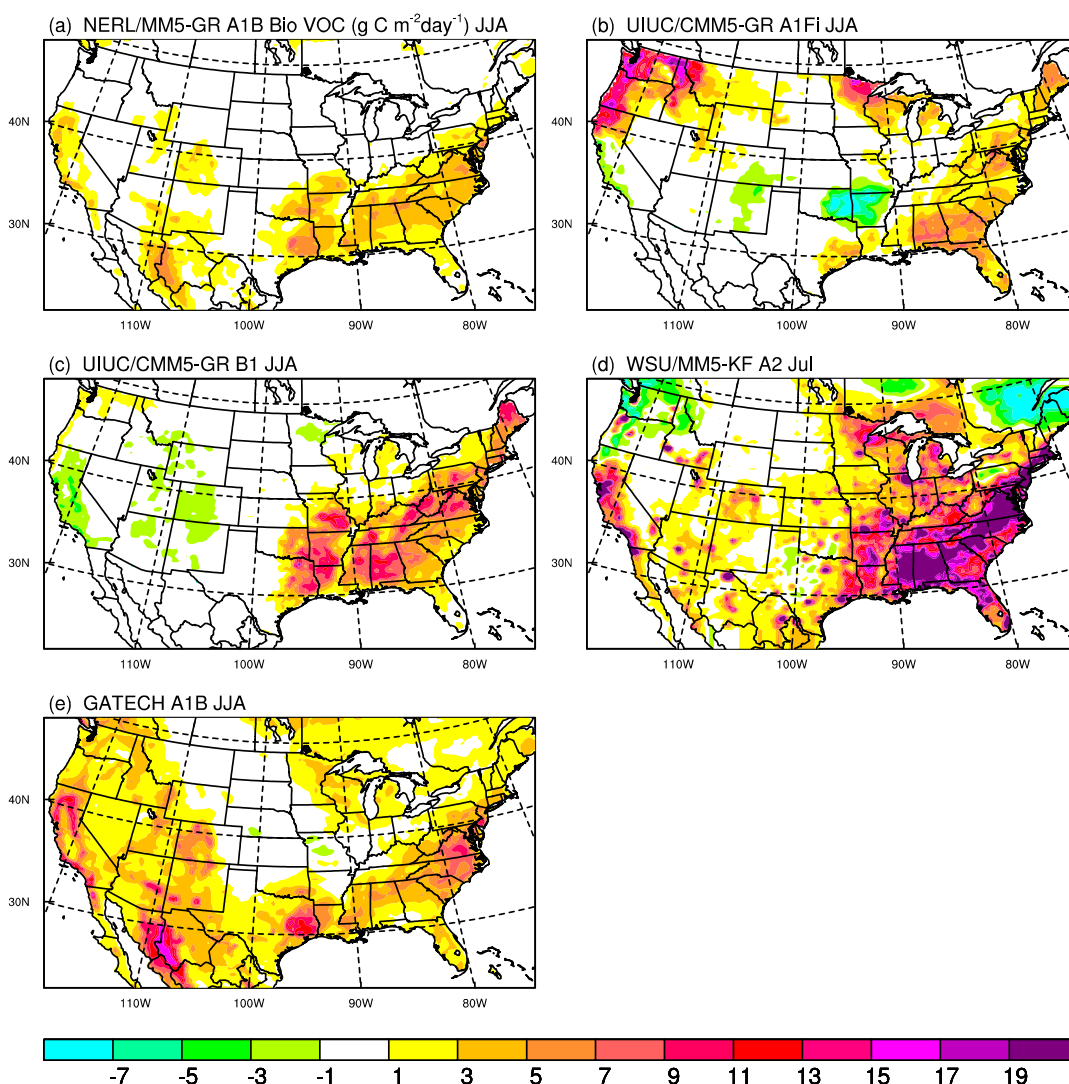 (a) NERL/MM5-GR A1B Bio VOC (g C m⁻²day⁻¹) JJA
(b) UIUC/CMM5-GR A1Fi JJA
40N
30N
110W 100W 90W 80W
40N
30N
110W 100W 90W 80W
(c) UIUC/CMM5-GR B1 JJA
(d) WSU/MM5-KF A2 Jul
40N
30N
110W 100W 90W 80W
40N
30N
110W 100W 90W 80W
(e) GATECH A1B JJA
40N
30N
110W 100W 90W 80W
-7 -5 -3 -1 1 3 5 7 9 11 13 15 17 19